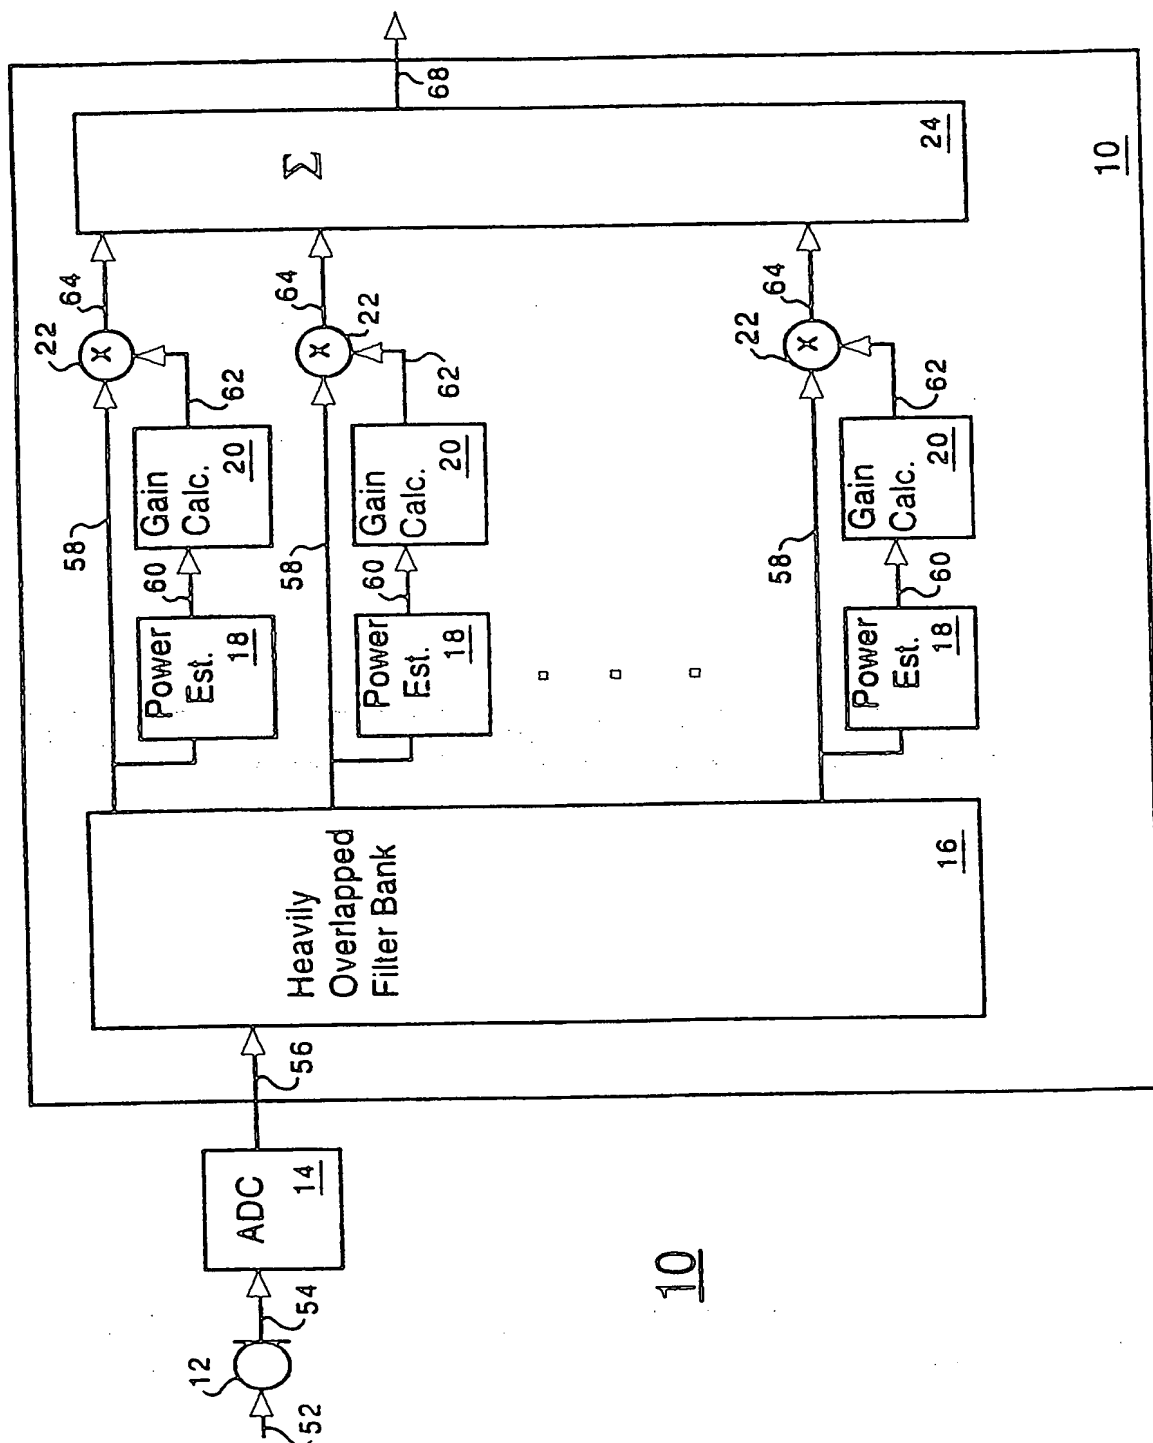 52
12
54
ADC
14
56
Heavily
Overlapped
Filter Bank
16
58
Power
Est.
18
60
Gain
Calc.
20
62
22
X
64
58
Power
Est.
18
60
Gain
Calc.
20
62
22
X
64
58
Power
Est.
18
60
Gain
Calc.
20
62
22
X
64
Σ
24
68
10
10